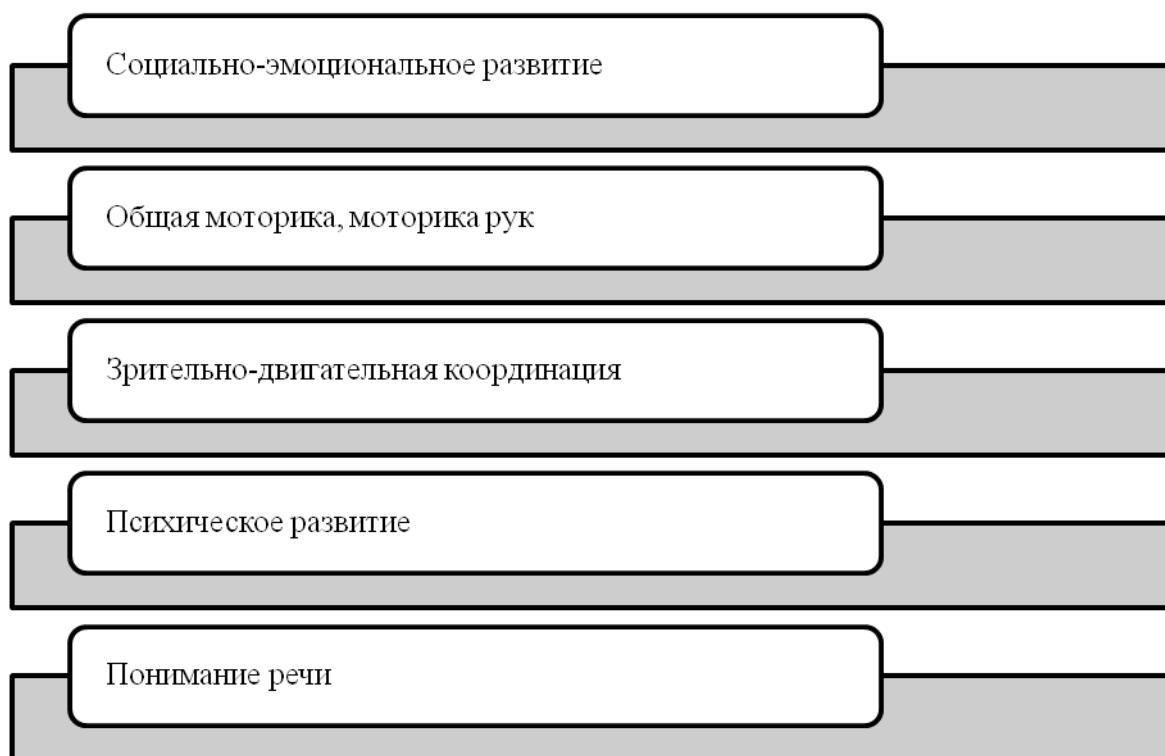 Социально-эмоциональное развитие
Общая моторика, моторика рук
Зрительно-двигательная координация
Психическое развитие
Понимание речи